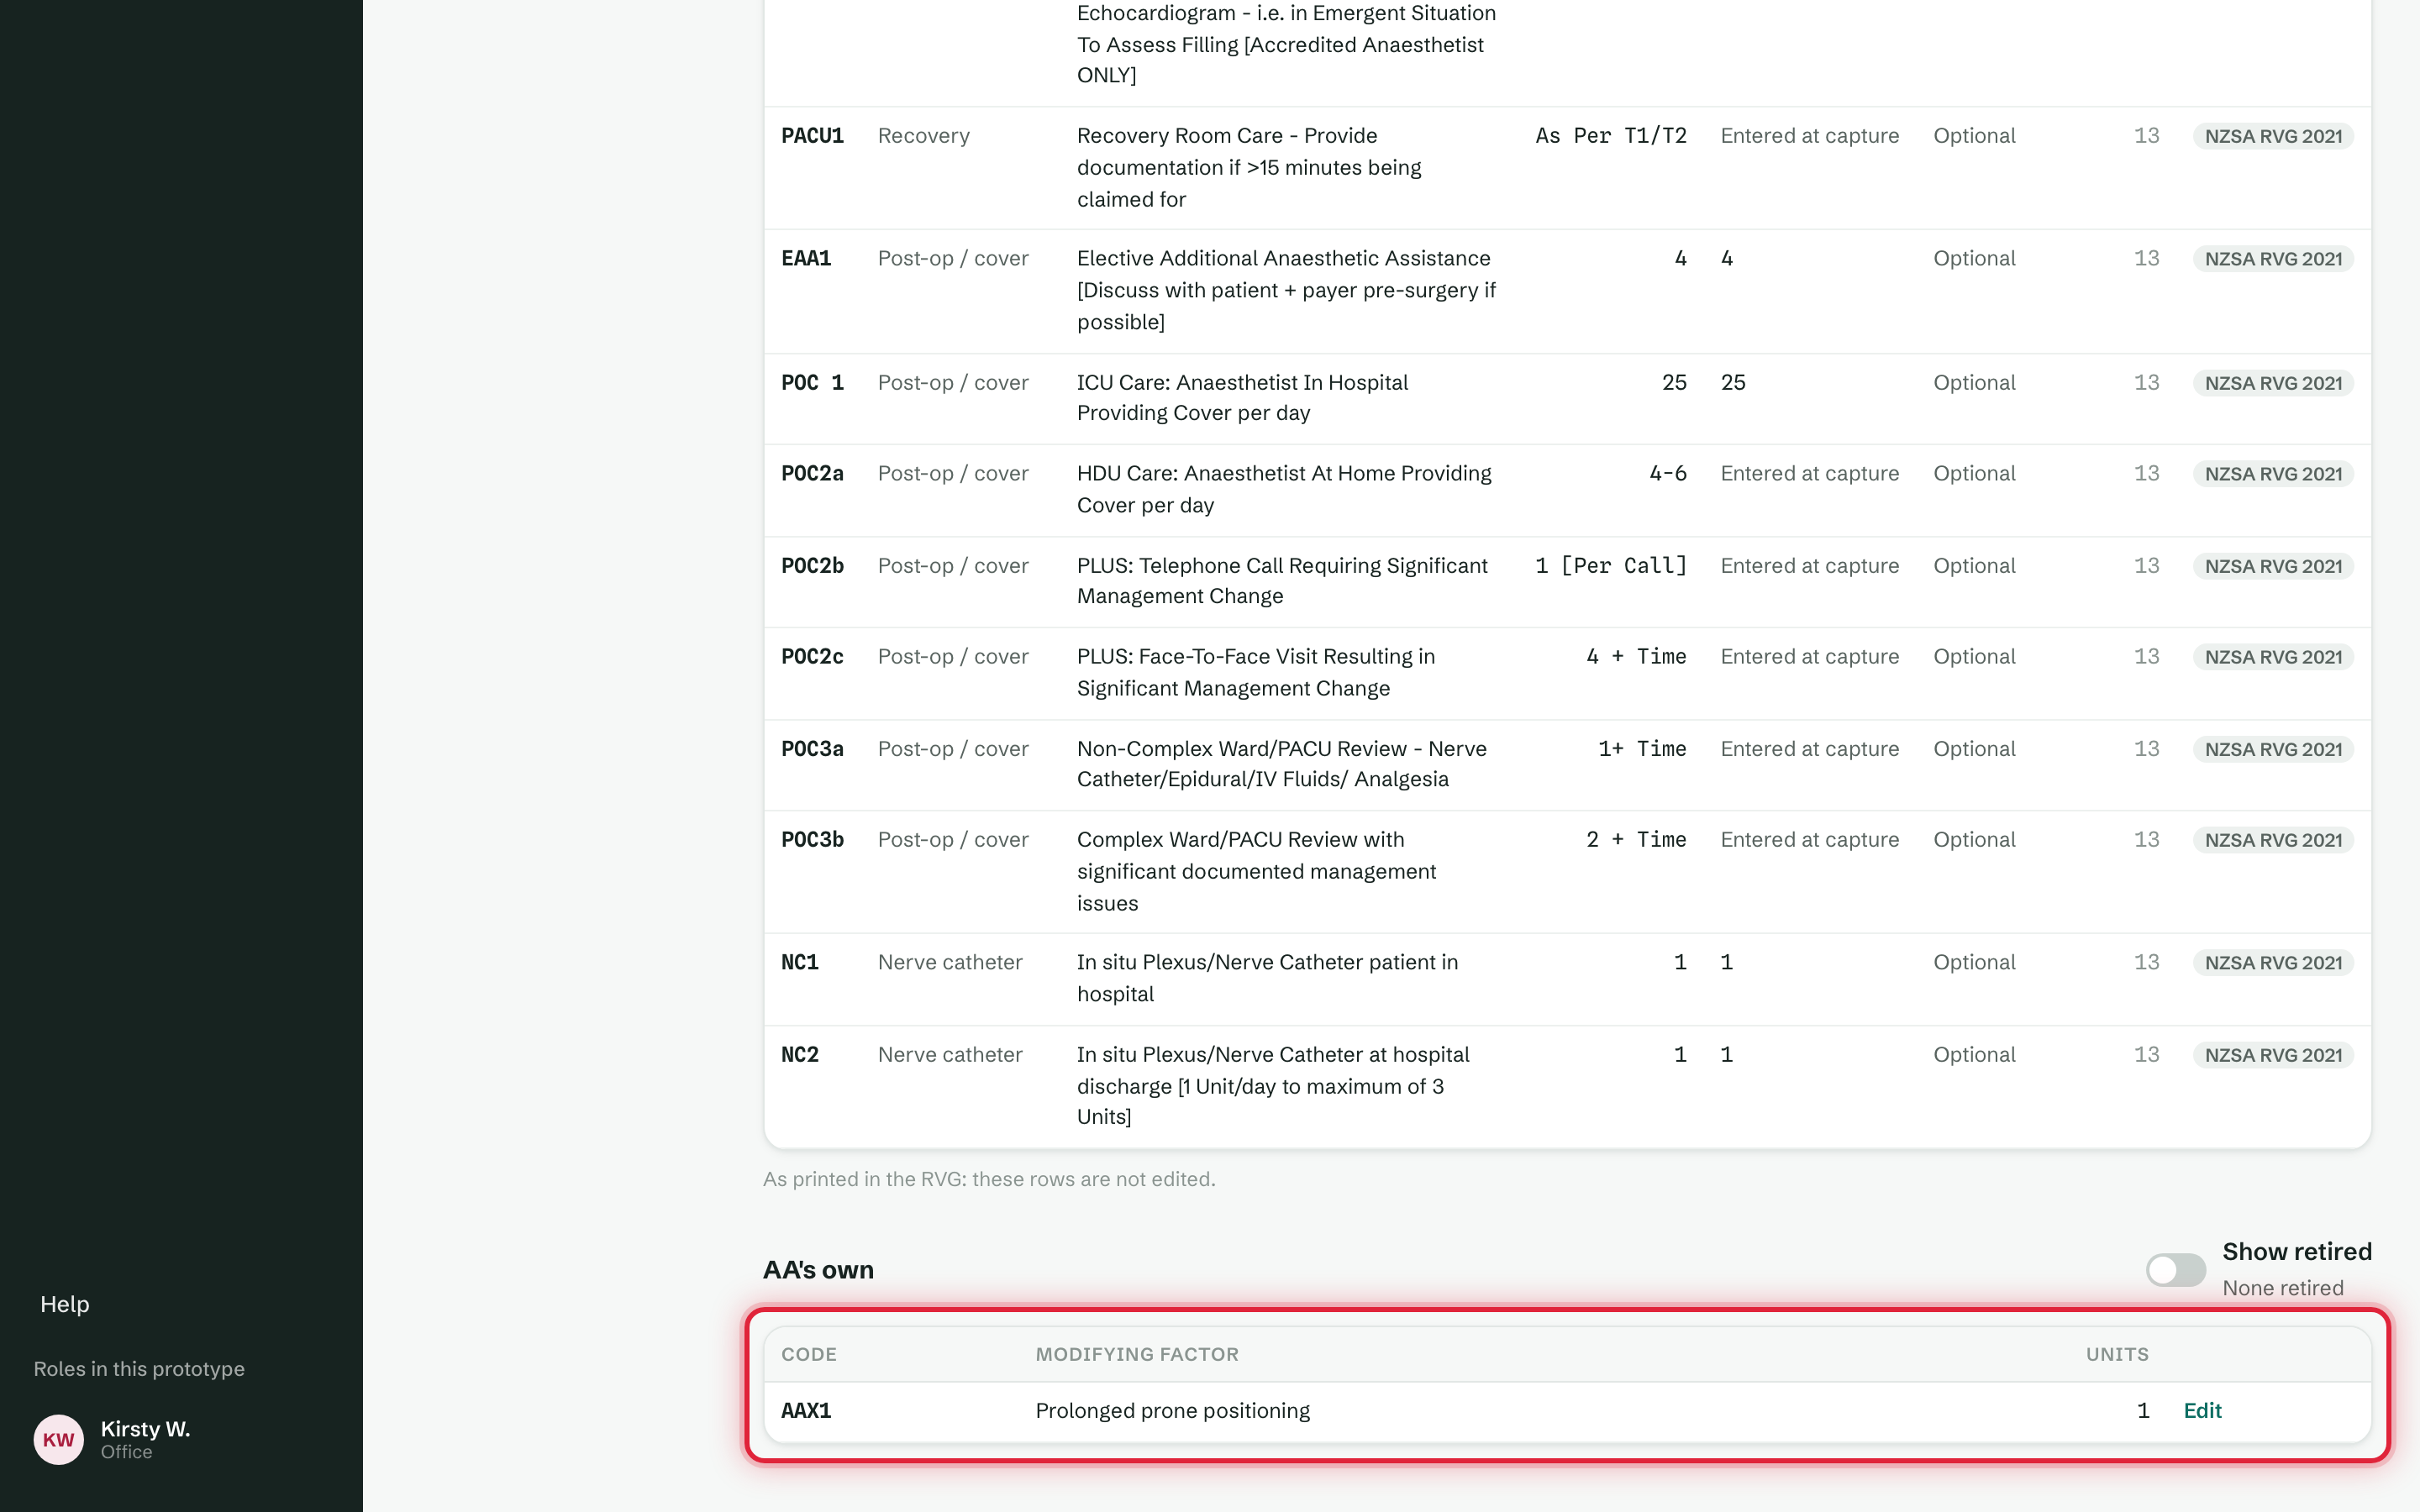 Echocardiogram - i.e. in Emergent Situation
To Assess Filling [Accredited Anaesthetist
ONLY]
PACU1 Recovery Recovery Room Care - Provide As Per T1/T2 Entered at capture Optional 13 NZSA RVG 2021
documentation if >15 minutes being
claimed for
EAA1 Post-op / cover Elective Additional Anaesthetic Assistance 4 4 Optional 13 NZSA RVG 2021
[Discuss with patient + payer pre-surgery if
possible]
POC 1 Post-op / cover ICU Care: Anaesthetist In Hospital 25 25 Optional 13 NZSA RVG 2021
Providing Cover per day
POC2a Post-op / cover HDU Care: Anaesthetist At Home Providing 4-6 Entered at capture Optional 13 NZSA RVG 2021
Cover per day
POC2b Post-op / cover PLUS: Telephone Call Requiring Significant 1 [Per Call] Entered at capture Optional 13 NZSA RVG 2021
Management Change
POC2c Post-op / cover PLUS: Face-To-Face Visit Resulting in 4 + Time Entered at capture Optional 13 NZSA RVG 2021
Significant Management Change
POC3a Post-op / cover Non-Complex Ward/PACU Review - Nerve 1+ Time Entered at capture Optional 13 NZSA RVG 2021
Catheter/Epidural/IV Fluids/ Analgesia
POC3b Post-op / cover Complex Ward/PACU Review with 2 + Time Entered at capture Optional 13 NZSA RVG 2021
significant documented management
issues
NC1 Nerve catheter In situ Plexus/Nerve Catheter patient in 1 1 Optional 13 NZSA RVG 2021
hospital
NC2 Nerve catheter In situ Plexus/Nerve Catheter at hospital 1 1 Optional 13 NZSA RVG 2021
discharge [1 Unit/day to maximum of 3
Units]
As printed in the RVG: these rows are not edited.
AA's own
Show retired
None retired
CODE MODIFYING FACTOR UNITS
AAX1 Prolonged prone positioning 1 Edit
Help
Roles in this prototype
KW
Kirsty W.
Office